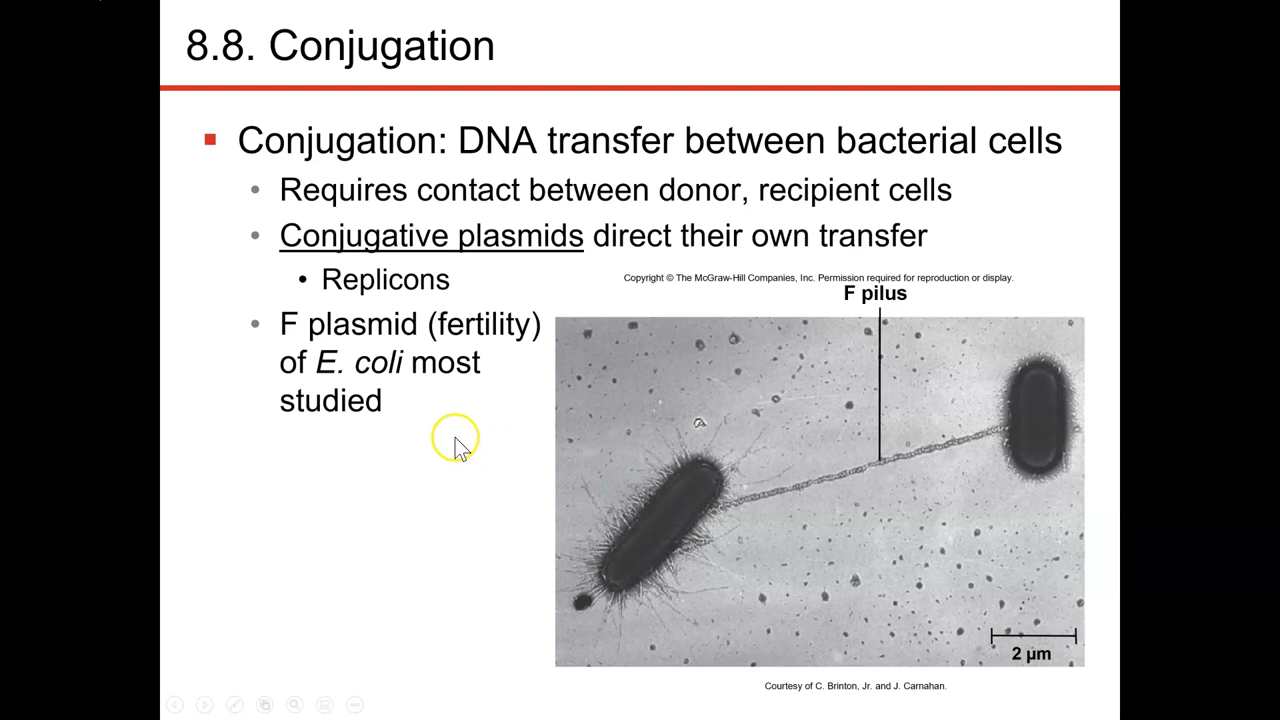 8.8. Conjugation
Conjugation: DNA transfer between bacterial cells
Requires contact between donor, recipient cells
Conjugative plasmids direct their own transfer
Replicons
F plasmid (fertility)
of E. coli most
studied
Copyright © The McGraw-Hill Companies, Inc. Permission required for reproduction or display.
F pilus
2 µm
Courtesy of C. Brinton, Jr. and J. Carnahan.